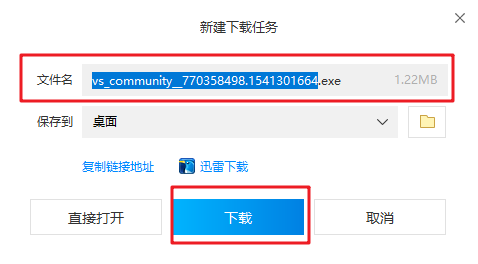 新建下载任务
文件名 vs_community__770358498.1541301664.exe 1.22MB
保存到 桌面
复制链接地址 迅雷下载
直接打开 下载 取消